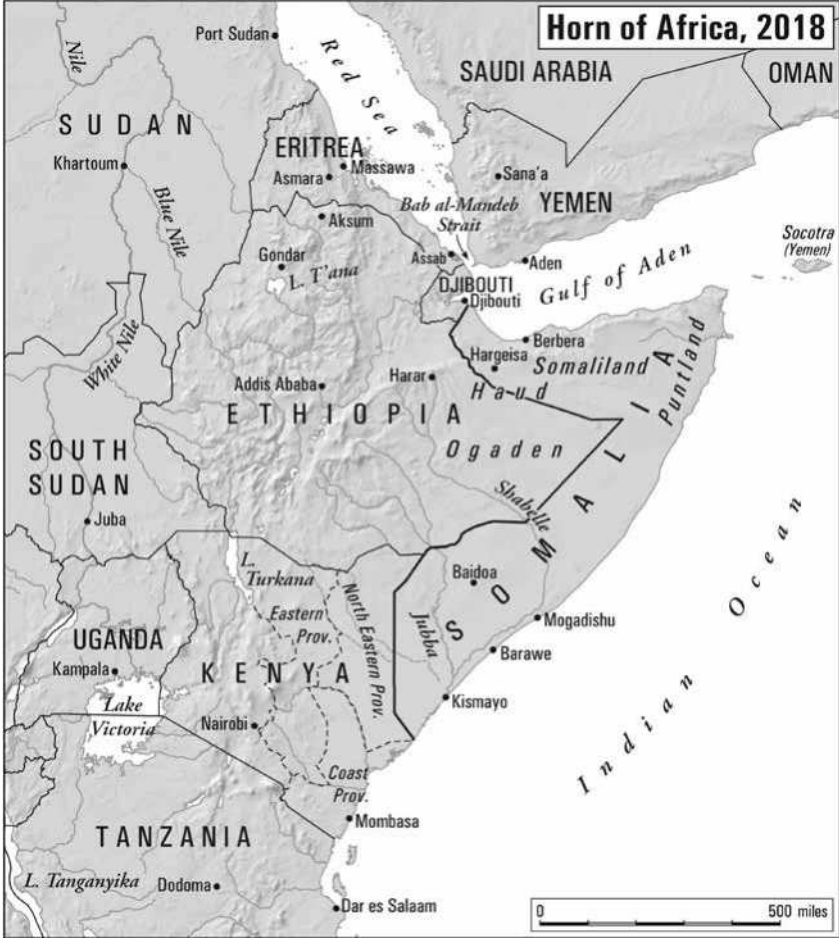 Horn of Africa, 2018
Port Sudan
Nile
Red Sea
SAUDI ARABIA
OMAN
SUDAN
ERITREA
Khartoum
Massawa
Asmara
Sana'a
Blue Nile
Bab al-Mandeb
Strait
YEMEN
Aksum
Socotra
(Yemen)
Gondar
L. T'ana
Assab
Aden
Gulf of Aden
DJIBOUTI
Djibouti
White Nile
Berbera
Hargeisa
Somaliland
Puntland
Addis Ababa
Harar
Haud
ETHIOPIA
Ogaden
SOUTH
SUDAN
Shabelle
SOMALIA
Juba
L.
Turkana
Baidoa
Eastern
Prov.
North Eastern Prov.
Jubba
Indian Ocean
Mogadishu
UGANDA
Kampala
KENYA
Barawe
Kismayo
Lake
Victoria
Nairobi
Coast
Prov.
Mombasa
TANZANIA
L. Tanganyika
Dodoma
Dar es Salaam
0 500 miles